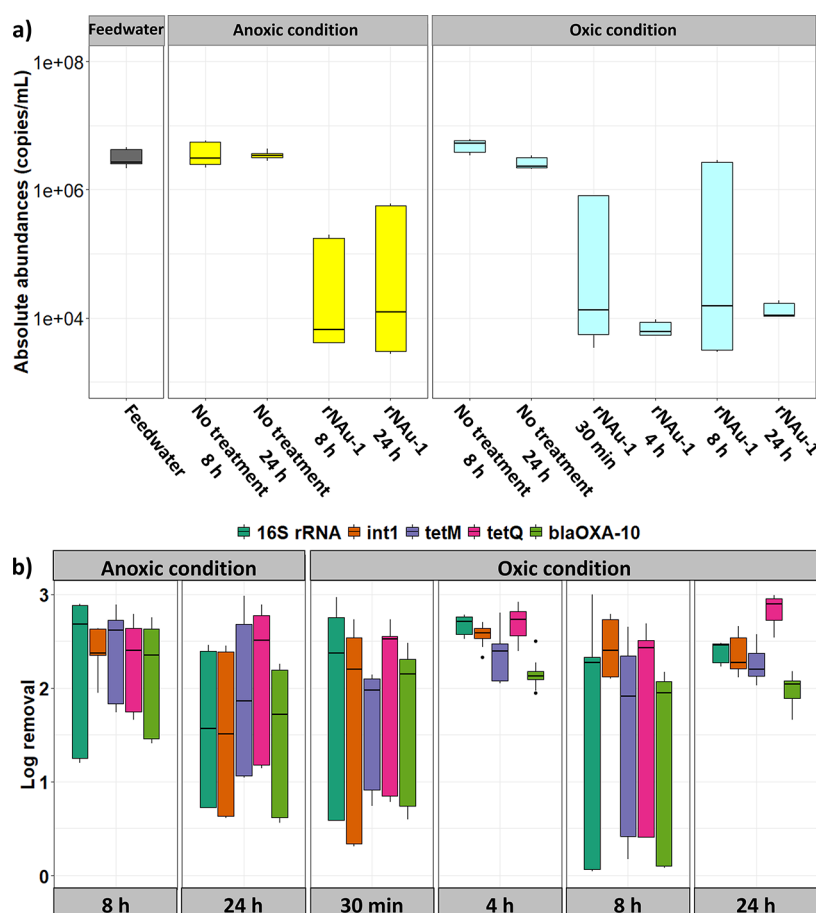 a)
Feedwater
Anoxic condition
Oxic condition
Absolute abundances (copies/mL)
1e+08
1e+06
1e+04
Feedwater
No treatment
8 h
No treatment
24 h
rNAu-1
8 h
rNAu-1
24 h
No treatment
8 h
No treatment
24 h
rNAu-1
30 min
rNAu-1
4 h
rNAu-1
8 h
rNAu-1
24 h
16S rRNA int1 tetM tetQ blaOXA-10
b)
Anoxic condition
Oxic condition
Log removal
3
2
1
0
8 h
24 h
30 min
4 h
8 h
24 h